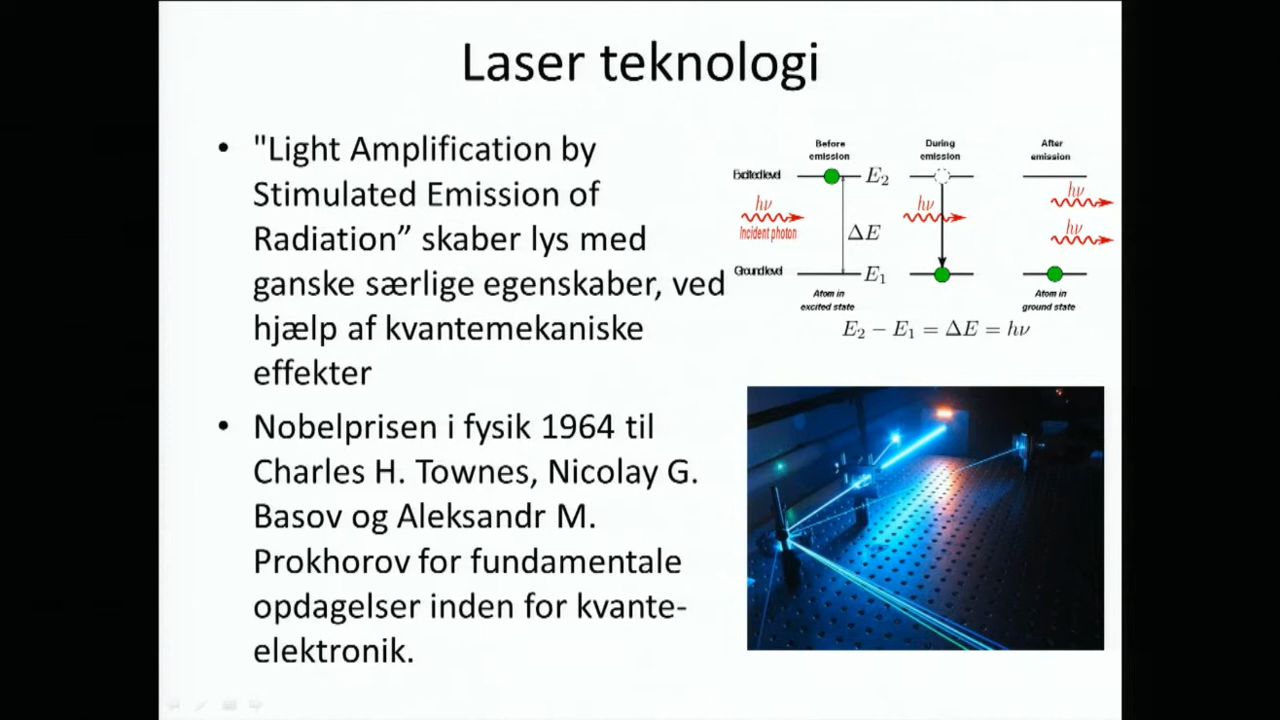 Laser teknologi
• "Light Amplification by
Stimulated Emission of
Radiation” skaber lys med
ganske særlige egenskaber, ved
hjælp af kvantemekaniske
effekter
• Nobelprisen i fysik 1964 til
Charles H. Townes, Nicolay G.
Basov og Aleksandr M.
Prokhorov for fundamentale
opdagelser inden for kvante-
elektronik.
Before
emission
During
emission
After
emission
Excited level
E₂
hν
Incident photon
ΔE
hν
hν
hν
Ground level
E₁
Atom in
excited state
Atom in
ground state
E₂ − E₁ = ΔE = hν